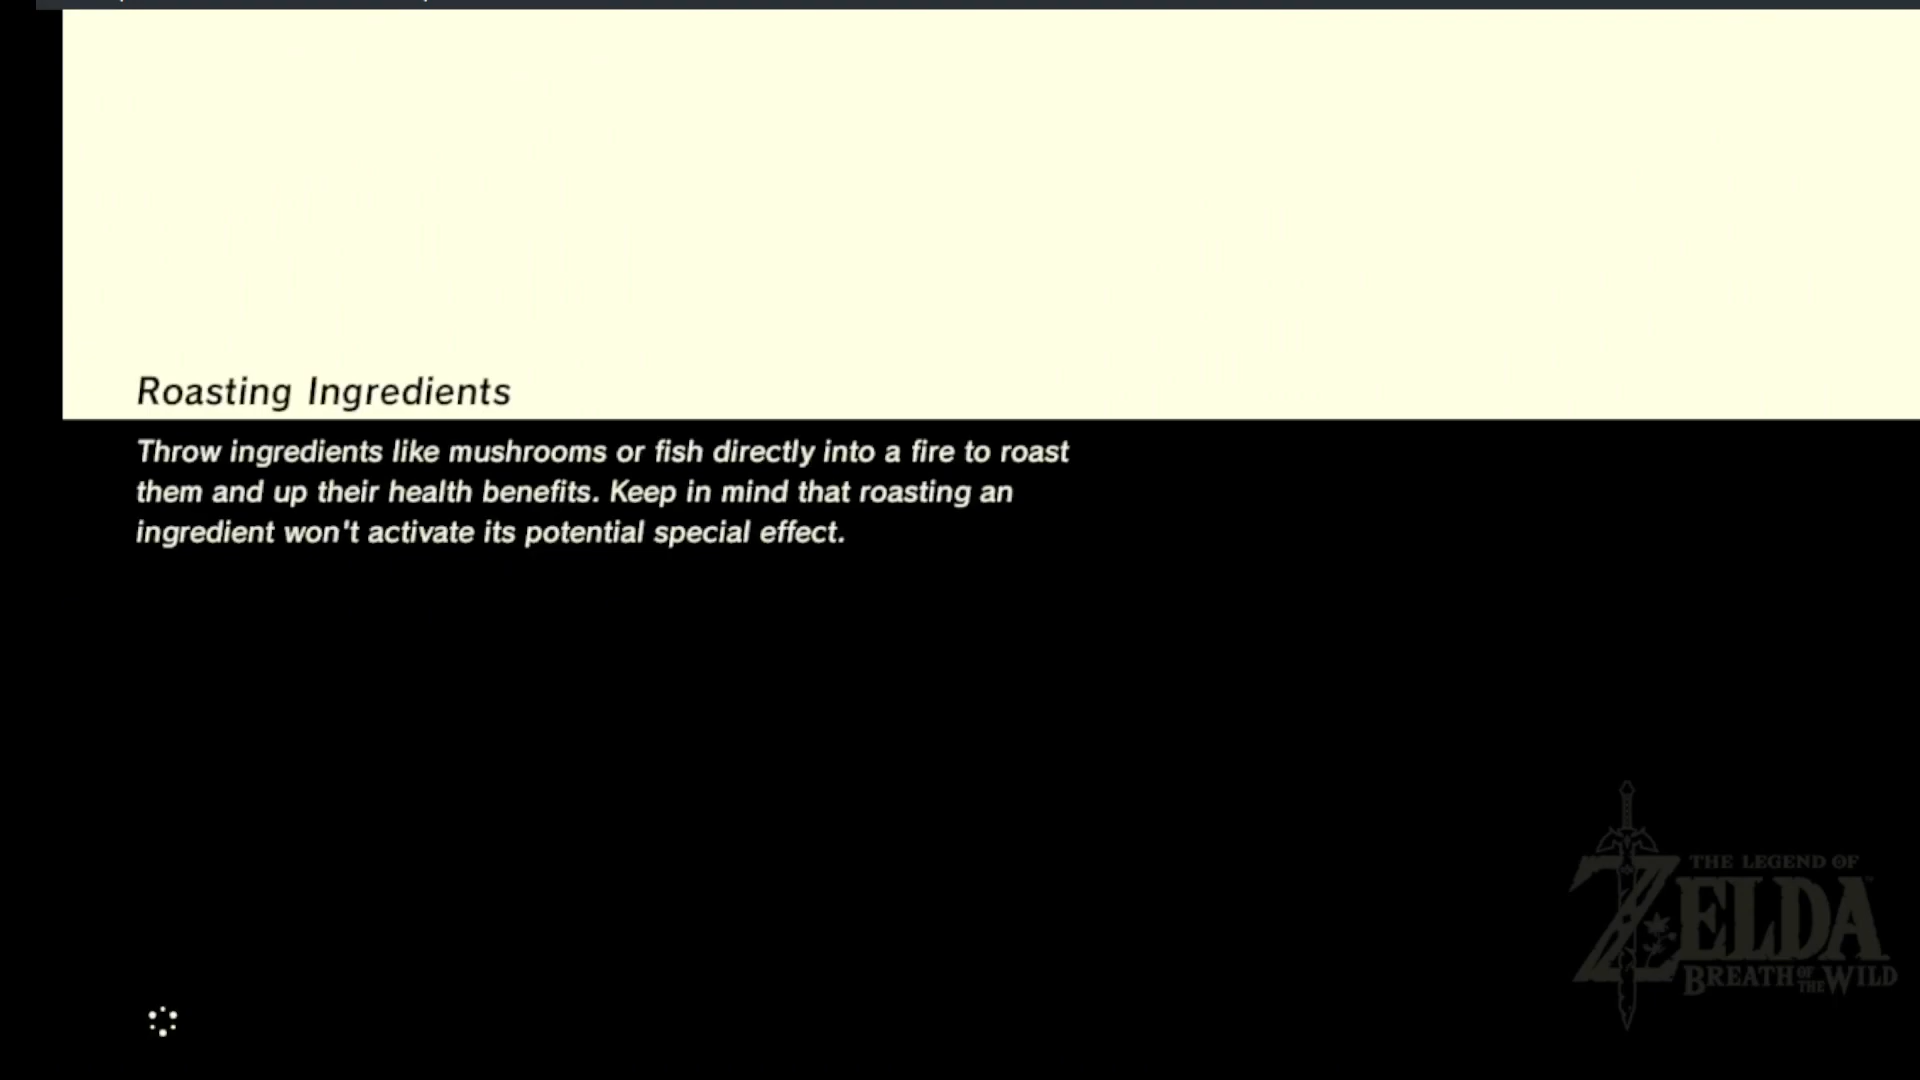 Roasting Ingredients
Throw ingredients like mushrooms or fish directly into a fire to roast
them and up their health benefits. Keep in mind that roasting an
ingredient won't activate its potential special effect.
THE LEGEND OF
ZELDA
BREATH OF THE WILD